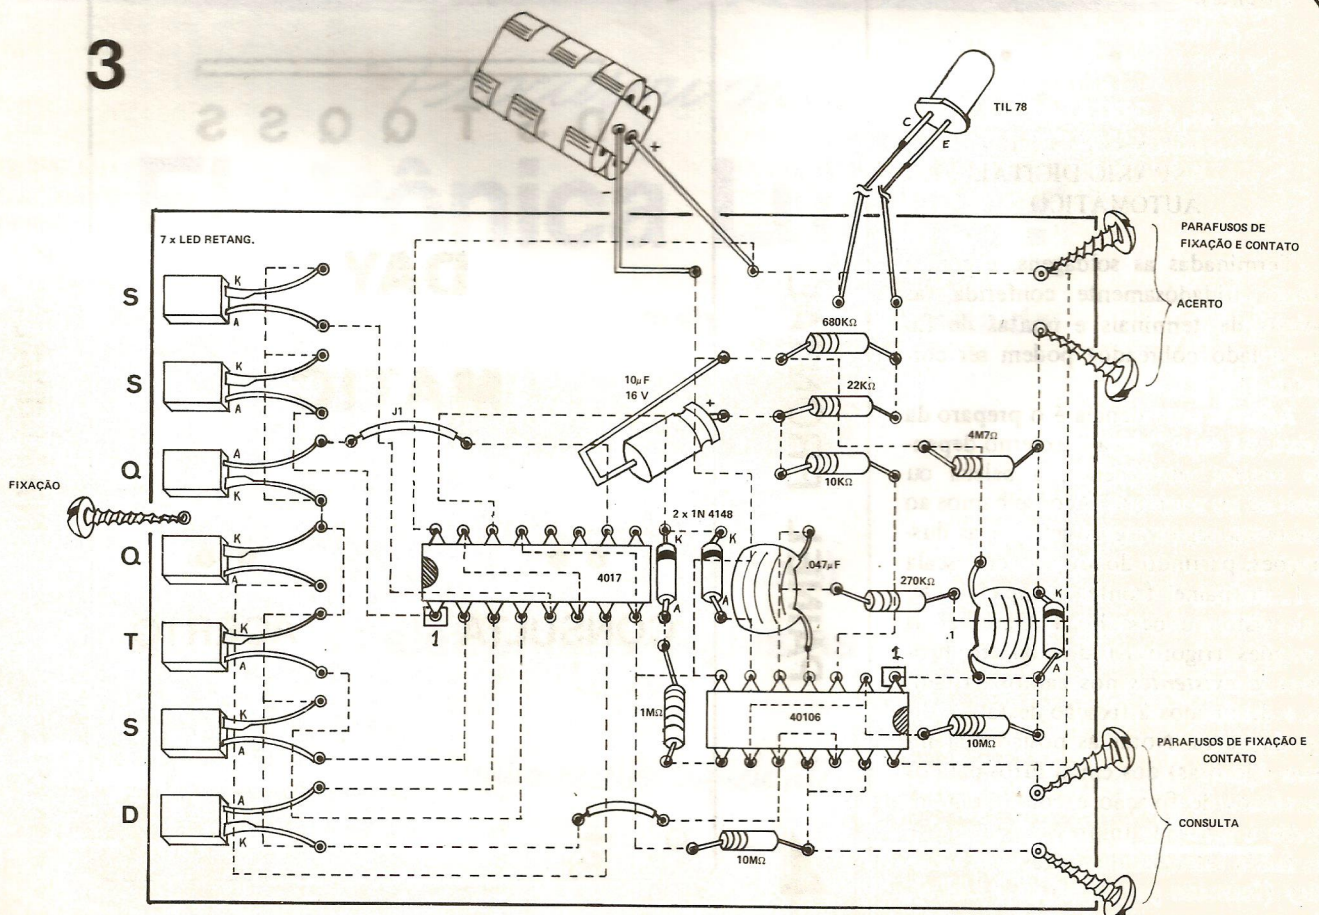 3
TIL 78
C
E
+
-
7 x LED RETANG.
PARAFUSOS DE
FIXAÇÃO E CONTATO
ACERTO
S
K
A
S
K
A
Q
A
K
Q
K
A
T
K
A
S
K
A
D
A
K
FIXAÇÃO
J1
10µF
16 V
+
680KΩ
22KΩ
10KΩ
4M7Ω
2 x 1N 4148
K
A
K
A
4017
1
.047µF
270KΩ
.1
K
A
1
1MΩ
40106
10MΩ
10MΩ
PARAFUSOS DE FIXAÇÃO E
CONTATO
CONSULTA